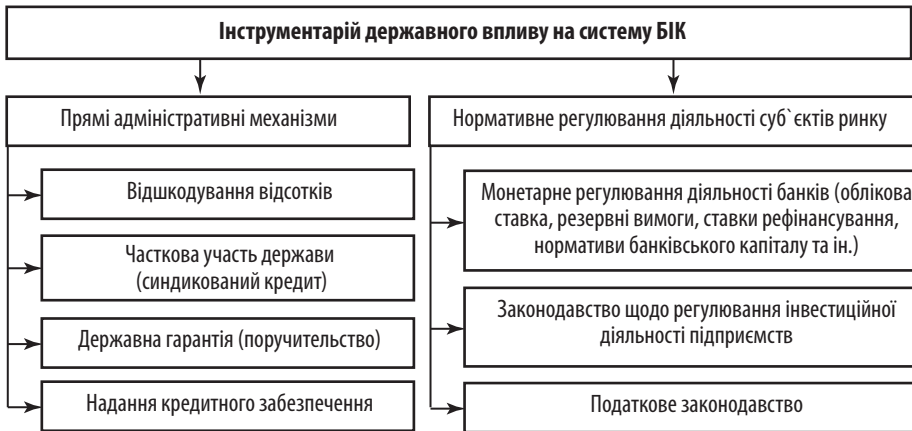 Інструментарій державного впливу на систему БІК
Прямі адміністративні механізми
Відшкодування відсотків
Часткова участь держави
(синдикований кредит)
Державна гарантія (поручительство)
Надання кредитного забезпечення
Нормативне регулювання діяльності суб`єктів ринку
Монетарне регулювання діяльності банків (облікова
ставка, резервні вимоги, ставки рефінансування,
нормативи банківського капіталу та ін.)
Законодавство щодо регулювання інвестиційної
діяльності підприємств
Податкове законодавство